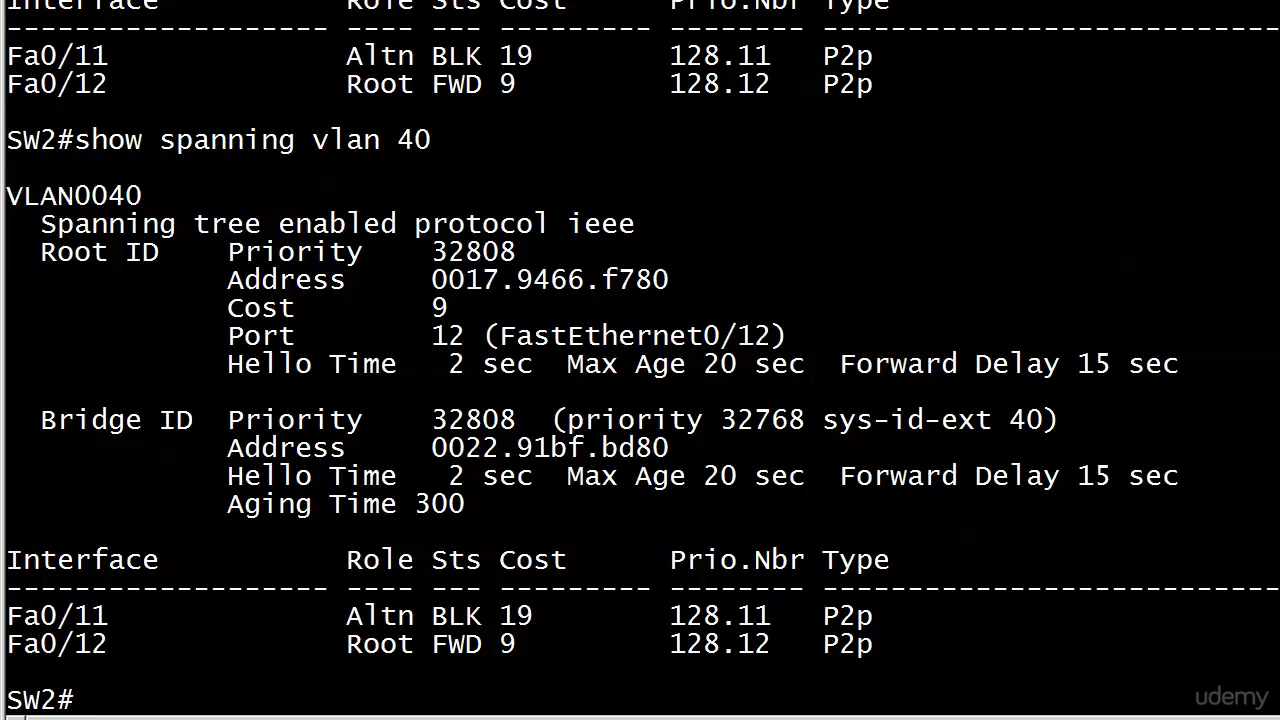 Interface                    Role Sts Cost      Prio.Nbr Type
------------------- ---- --- --------- -------- ---------------------------
Fa0/11              Altn BLK 19        128.11   P2p
Fa0/12              Root FWD 9         128.12   P2p
SW2#show spanning vlan 40
VLAN0040
  Spanning tree enabled protocol ieee
  Root ID    Priority    32808
             Address     0017.9466.f780
             Cost        9
             Port        12 (FastEthernet0/12)
             Hello Time   2 sec  Max Age 20 sec  Forward Delay 15 sec
  Bridge ID  Priority    32808  (priority 32768 sys-id-ext 40)
             Address     0022.91bf.bd80
             Hello Time   2 sec  Max Age 20 sec  Forward Delay 15 sec
             Aging Time 300
Interface           Role Sts Cost      Prio.Nbr Type
------------------- ---- --- --------- -------- ---------------------------
Fa0/11              Altn BLK 19        128.11   P2p
Fa0/12              Root FWD 9         128.12   P2p
SW2#
udemy